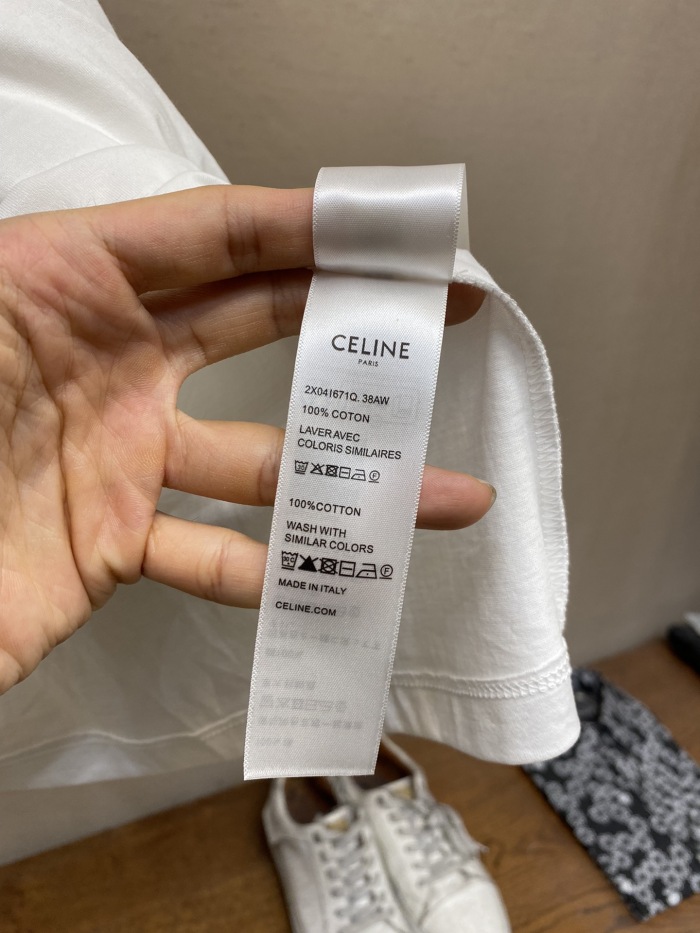 CELINE
PARIS
2X04I671Q. 38AW
100% COTON
LAVER AVEC
COLORIS SIMILAIRES
100%COTTON
WASH WITH
SIMILAR COLORS
MADE IN ITALY
CELINE.COM